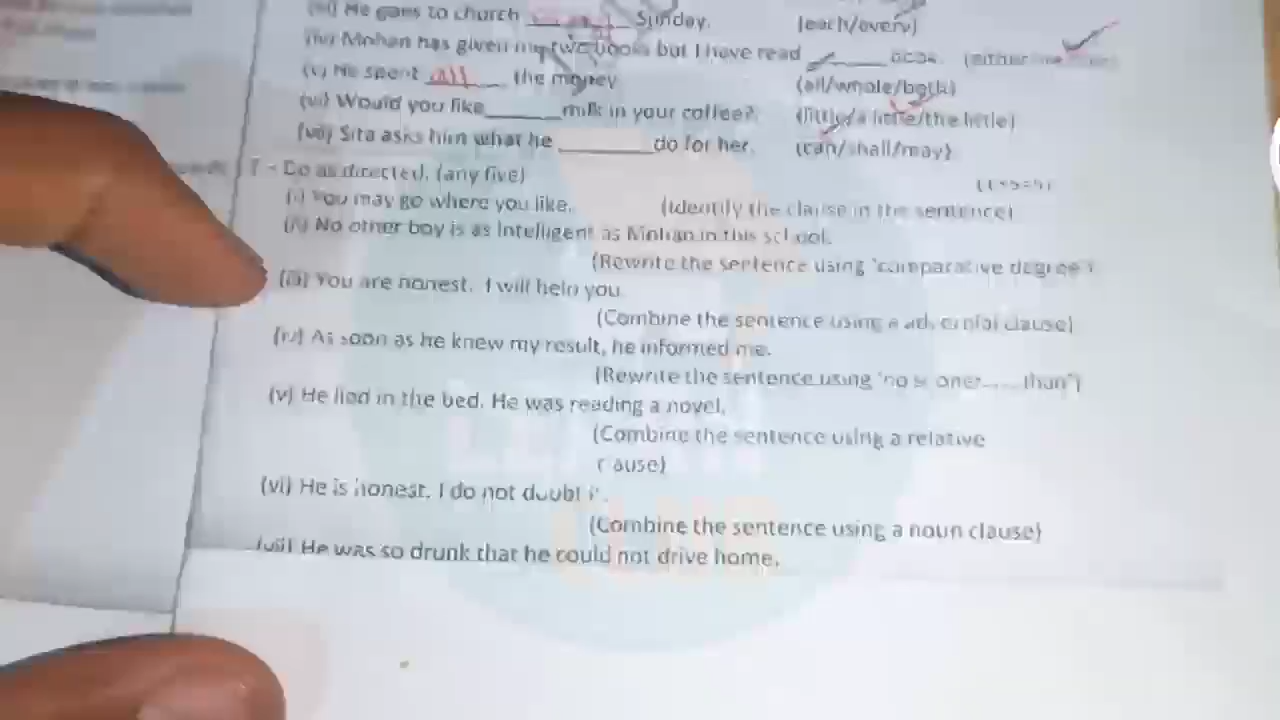 He goes to church Sunday. (each/every)
(iv) Mohan has given my two books but I have read book. (either
(v) He spent all the money (all/whole/both)
(vi) Would you like ______ milk in your coffee? (little/a little/the little)
(vii) Sita asks him what he ______ do for her. (can/shall/may)
7 - Do as directed. (any five)
(i) You may go where you like. (Identify the clause in the sentence)
(ii) No other boy is as intelligent as Mohan in this school.
(Rewrite the sentence using 'comparative degree')
(iii) You are honest. I will help you.
(Combine the sentence using a adverbial clause)
(iv) As soon as he knew my result, he informed me.
(Rewrite the sentence using 'no sooner......than')
(v) He lied in the bed. He was reading a novel.
(Combine the sentence using a relative
clause)
(vi) He is honest. I do not doubt it.
(Combine the sentence using a noun clause)
(vii) He was so drunk that he could not drive home.